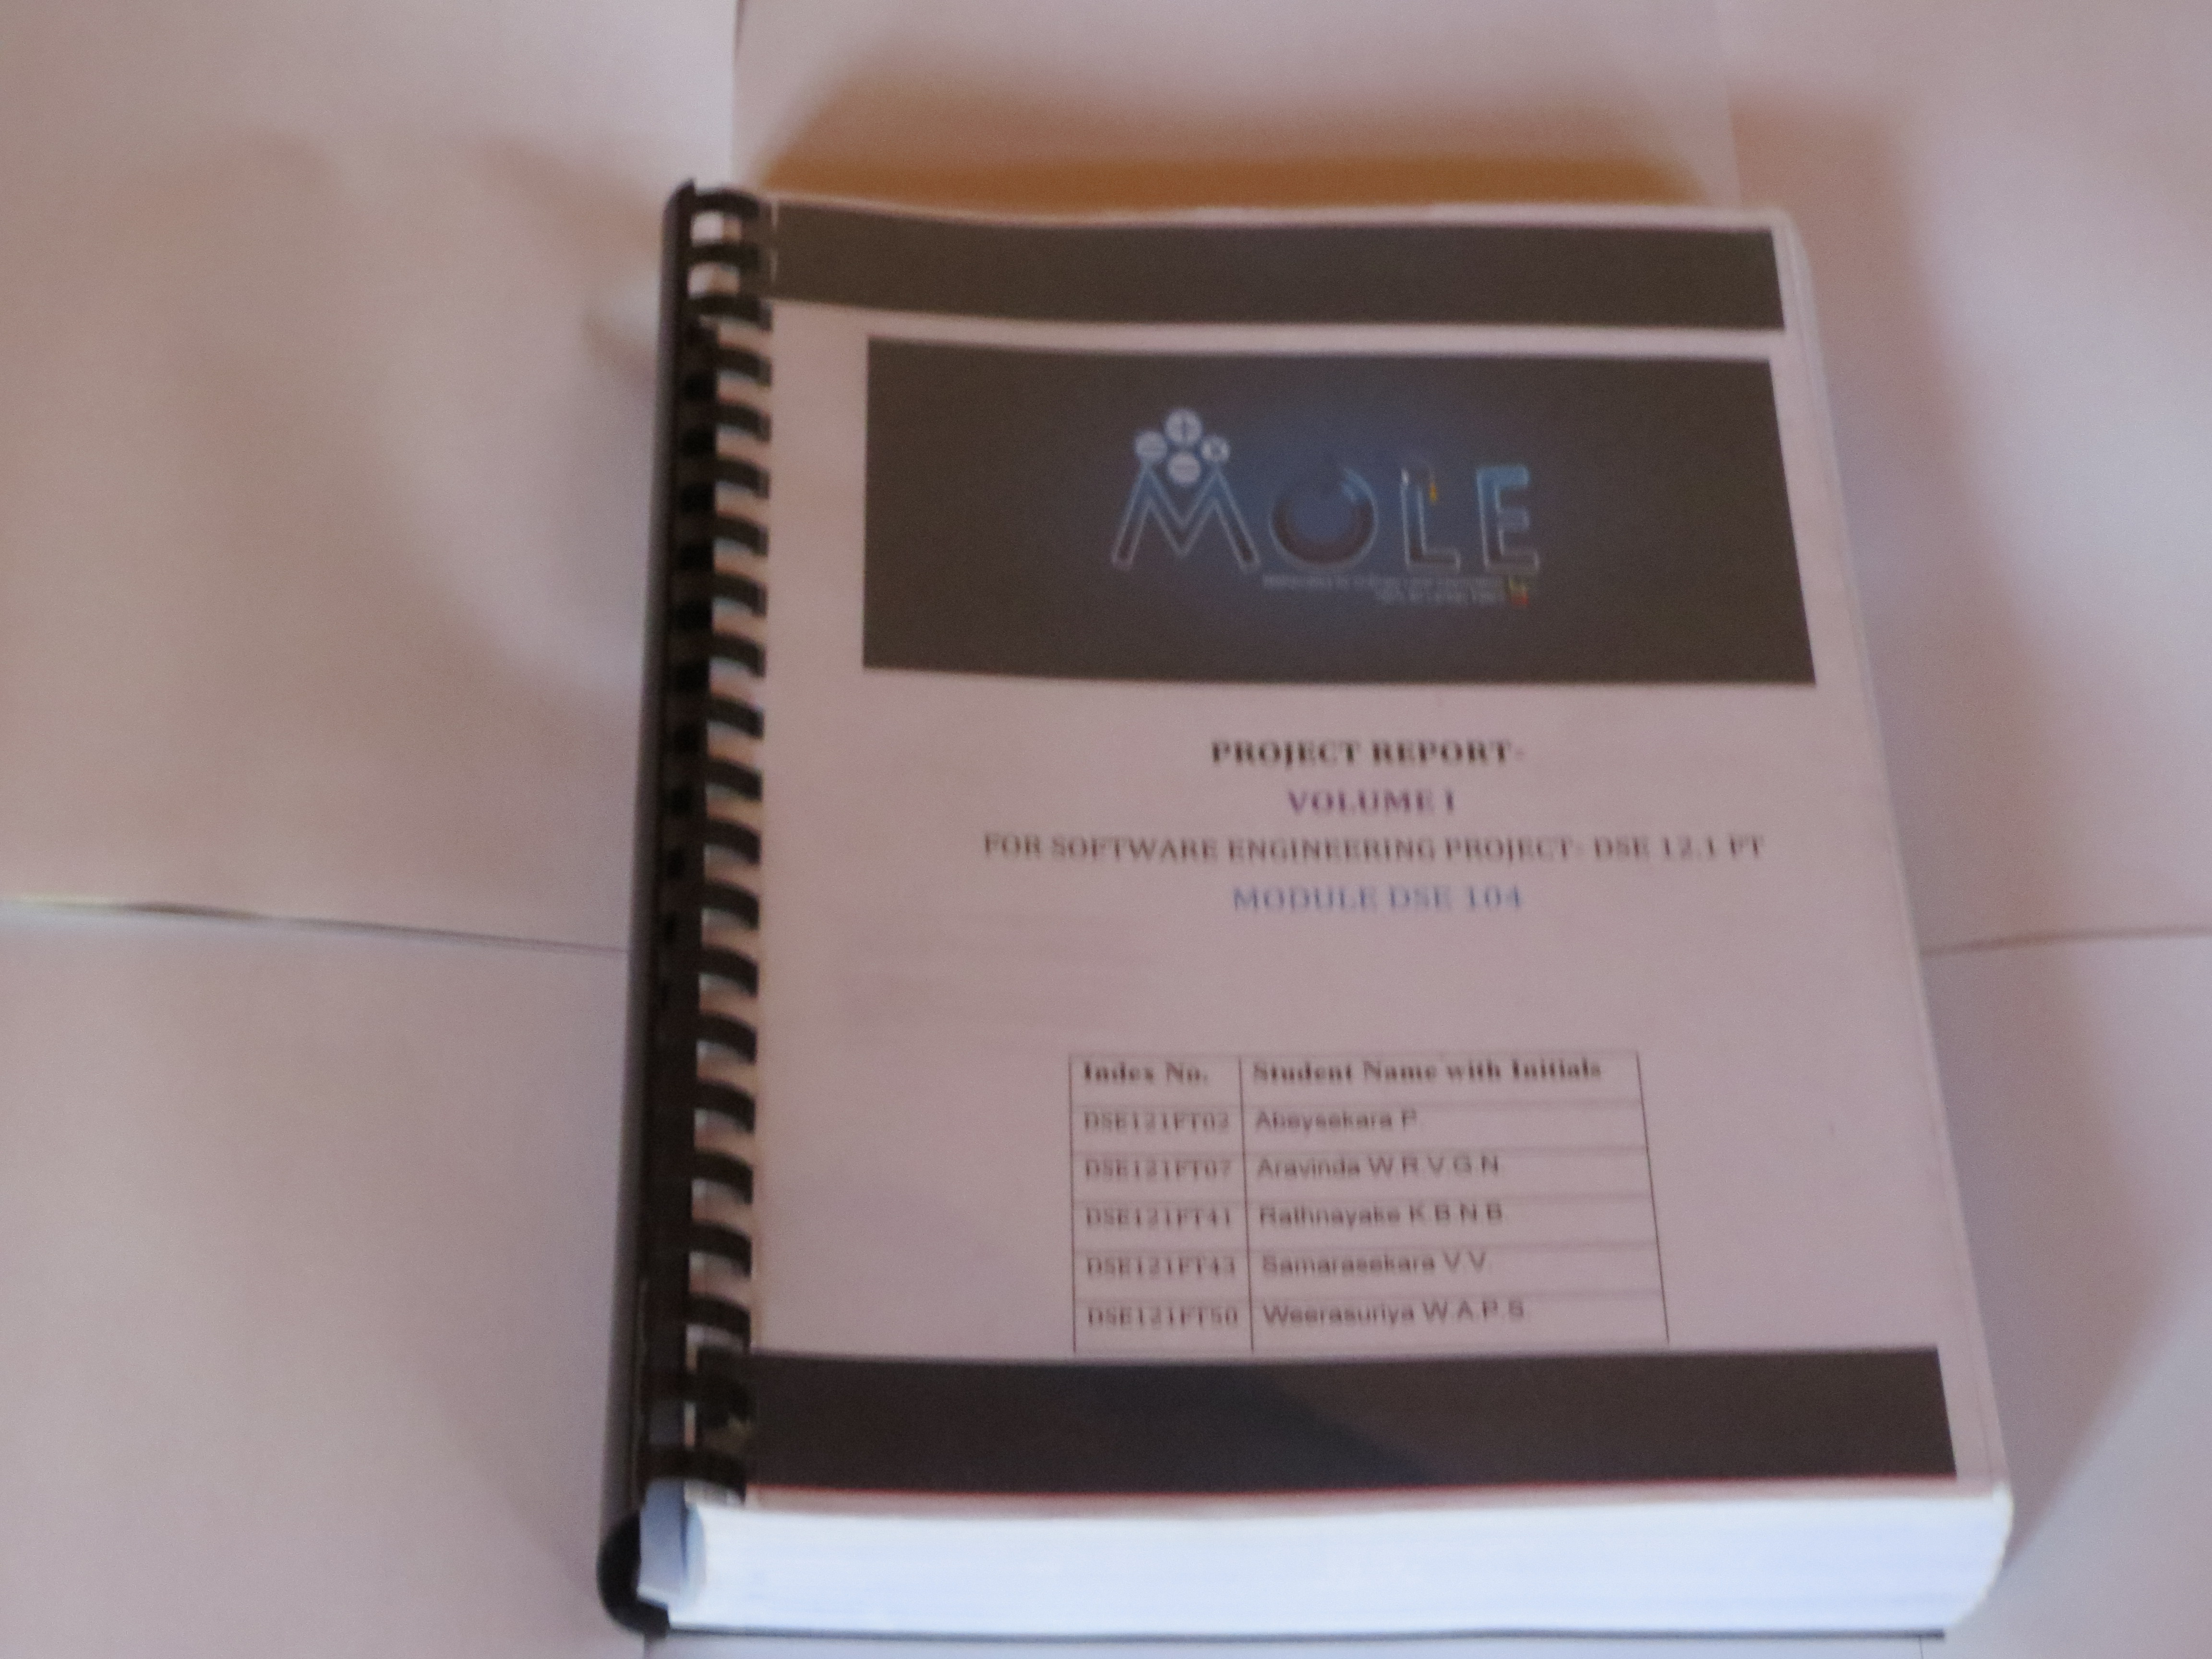 MOLE
PROJECT REPORT-
VOLUME I
FOR SOFTWARE ENGINEERING PROJECT- DSE 12.1 FT
MODULE DSE 104
Index No. Student Name with Initials
DSE121FT02 Abeysekara P.
DSE121FT07 Aravinda W.R.V.G.N.
DSE121FT41 Rathnayake K.B.N.B.
DSE121FT43 Samarasekara V.V.
DSE121FT50 Weerasuriya W.A.P.S.